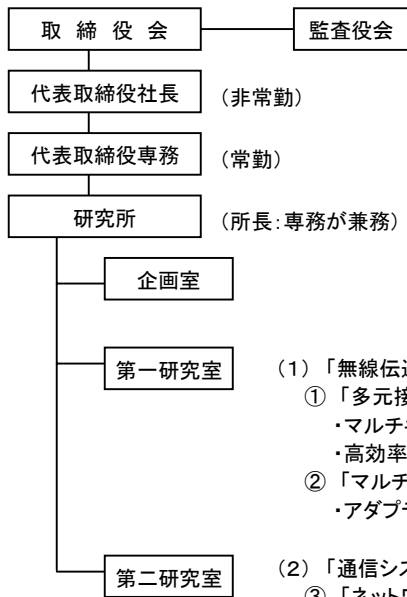 取 締 役 会
監査役会
代表取締役社長 (非常勤)
代表取締役専務 (常勤)
研究所 (所長:専務が兼務)
企画室
第一研究室 (1) 「無線伝
① 「多元接
・マルチ
・高効率
② 「マルチ
・アダプ
第二研究室 (2) 「通信シス
③ 「ネット